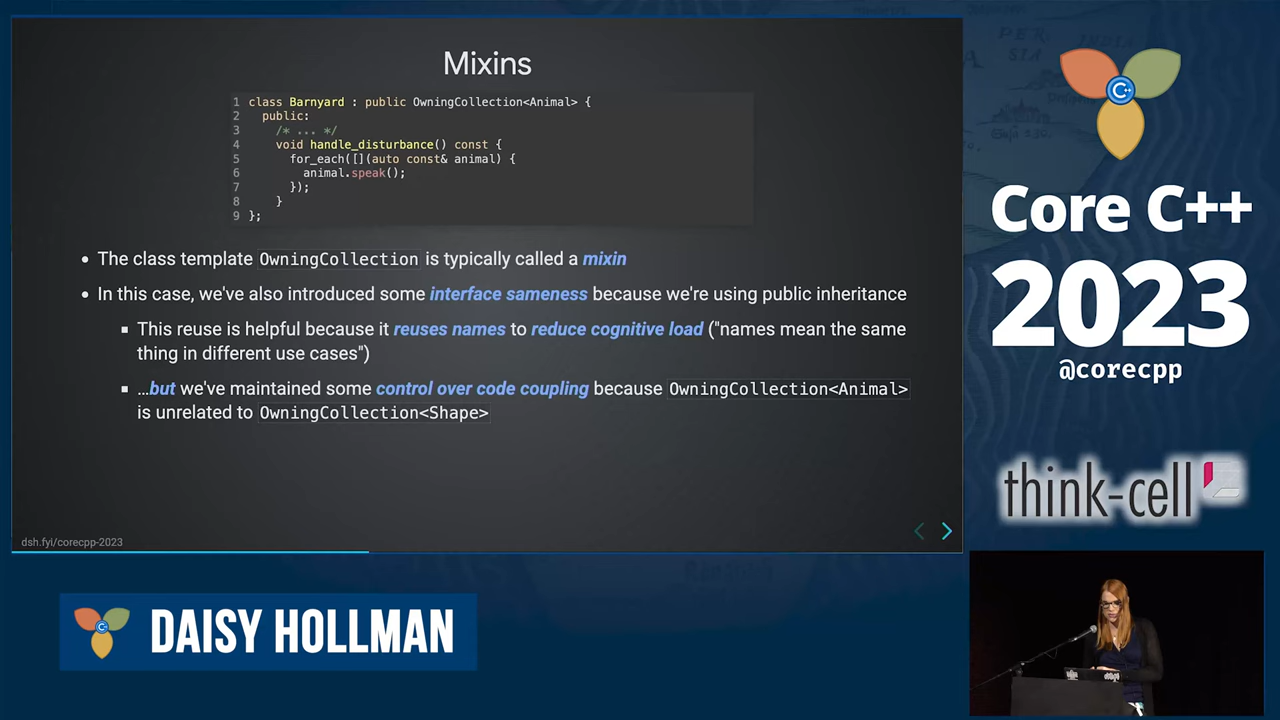 Mixins
1 class Barnyard : public OwningCollection<Animal> {
2 public:
3 /* ... */
4 void handle_disturbance() const {
5 for_each([](auto const& animal) {
6 animal.speak();
7 });
8 }
9 };
• The class template OwningCollection is typically called a mixin
• In this case, we've also introduced some interface sameness because we're using public inheritance
▪ This reuse is helpful because it reuses names to reduce cognitive load ("names mean the same
thing in different use cases")
▪ ...but we've maintained some control over code coupling because OwningCollection<Animal>
is unrelated to OwningCollection<Shape>
dsh.fyi/corecpp-2023
C++
Core C++
2023
@corecpp
think-cell
C++
DAISY HOLLMAN